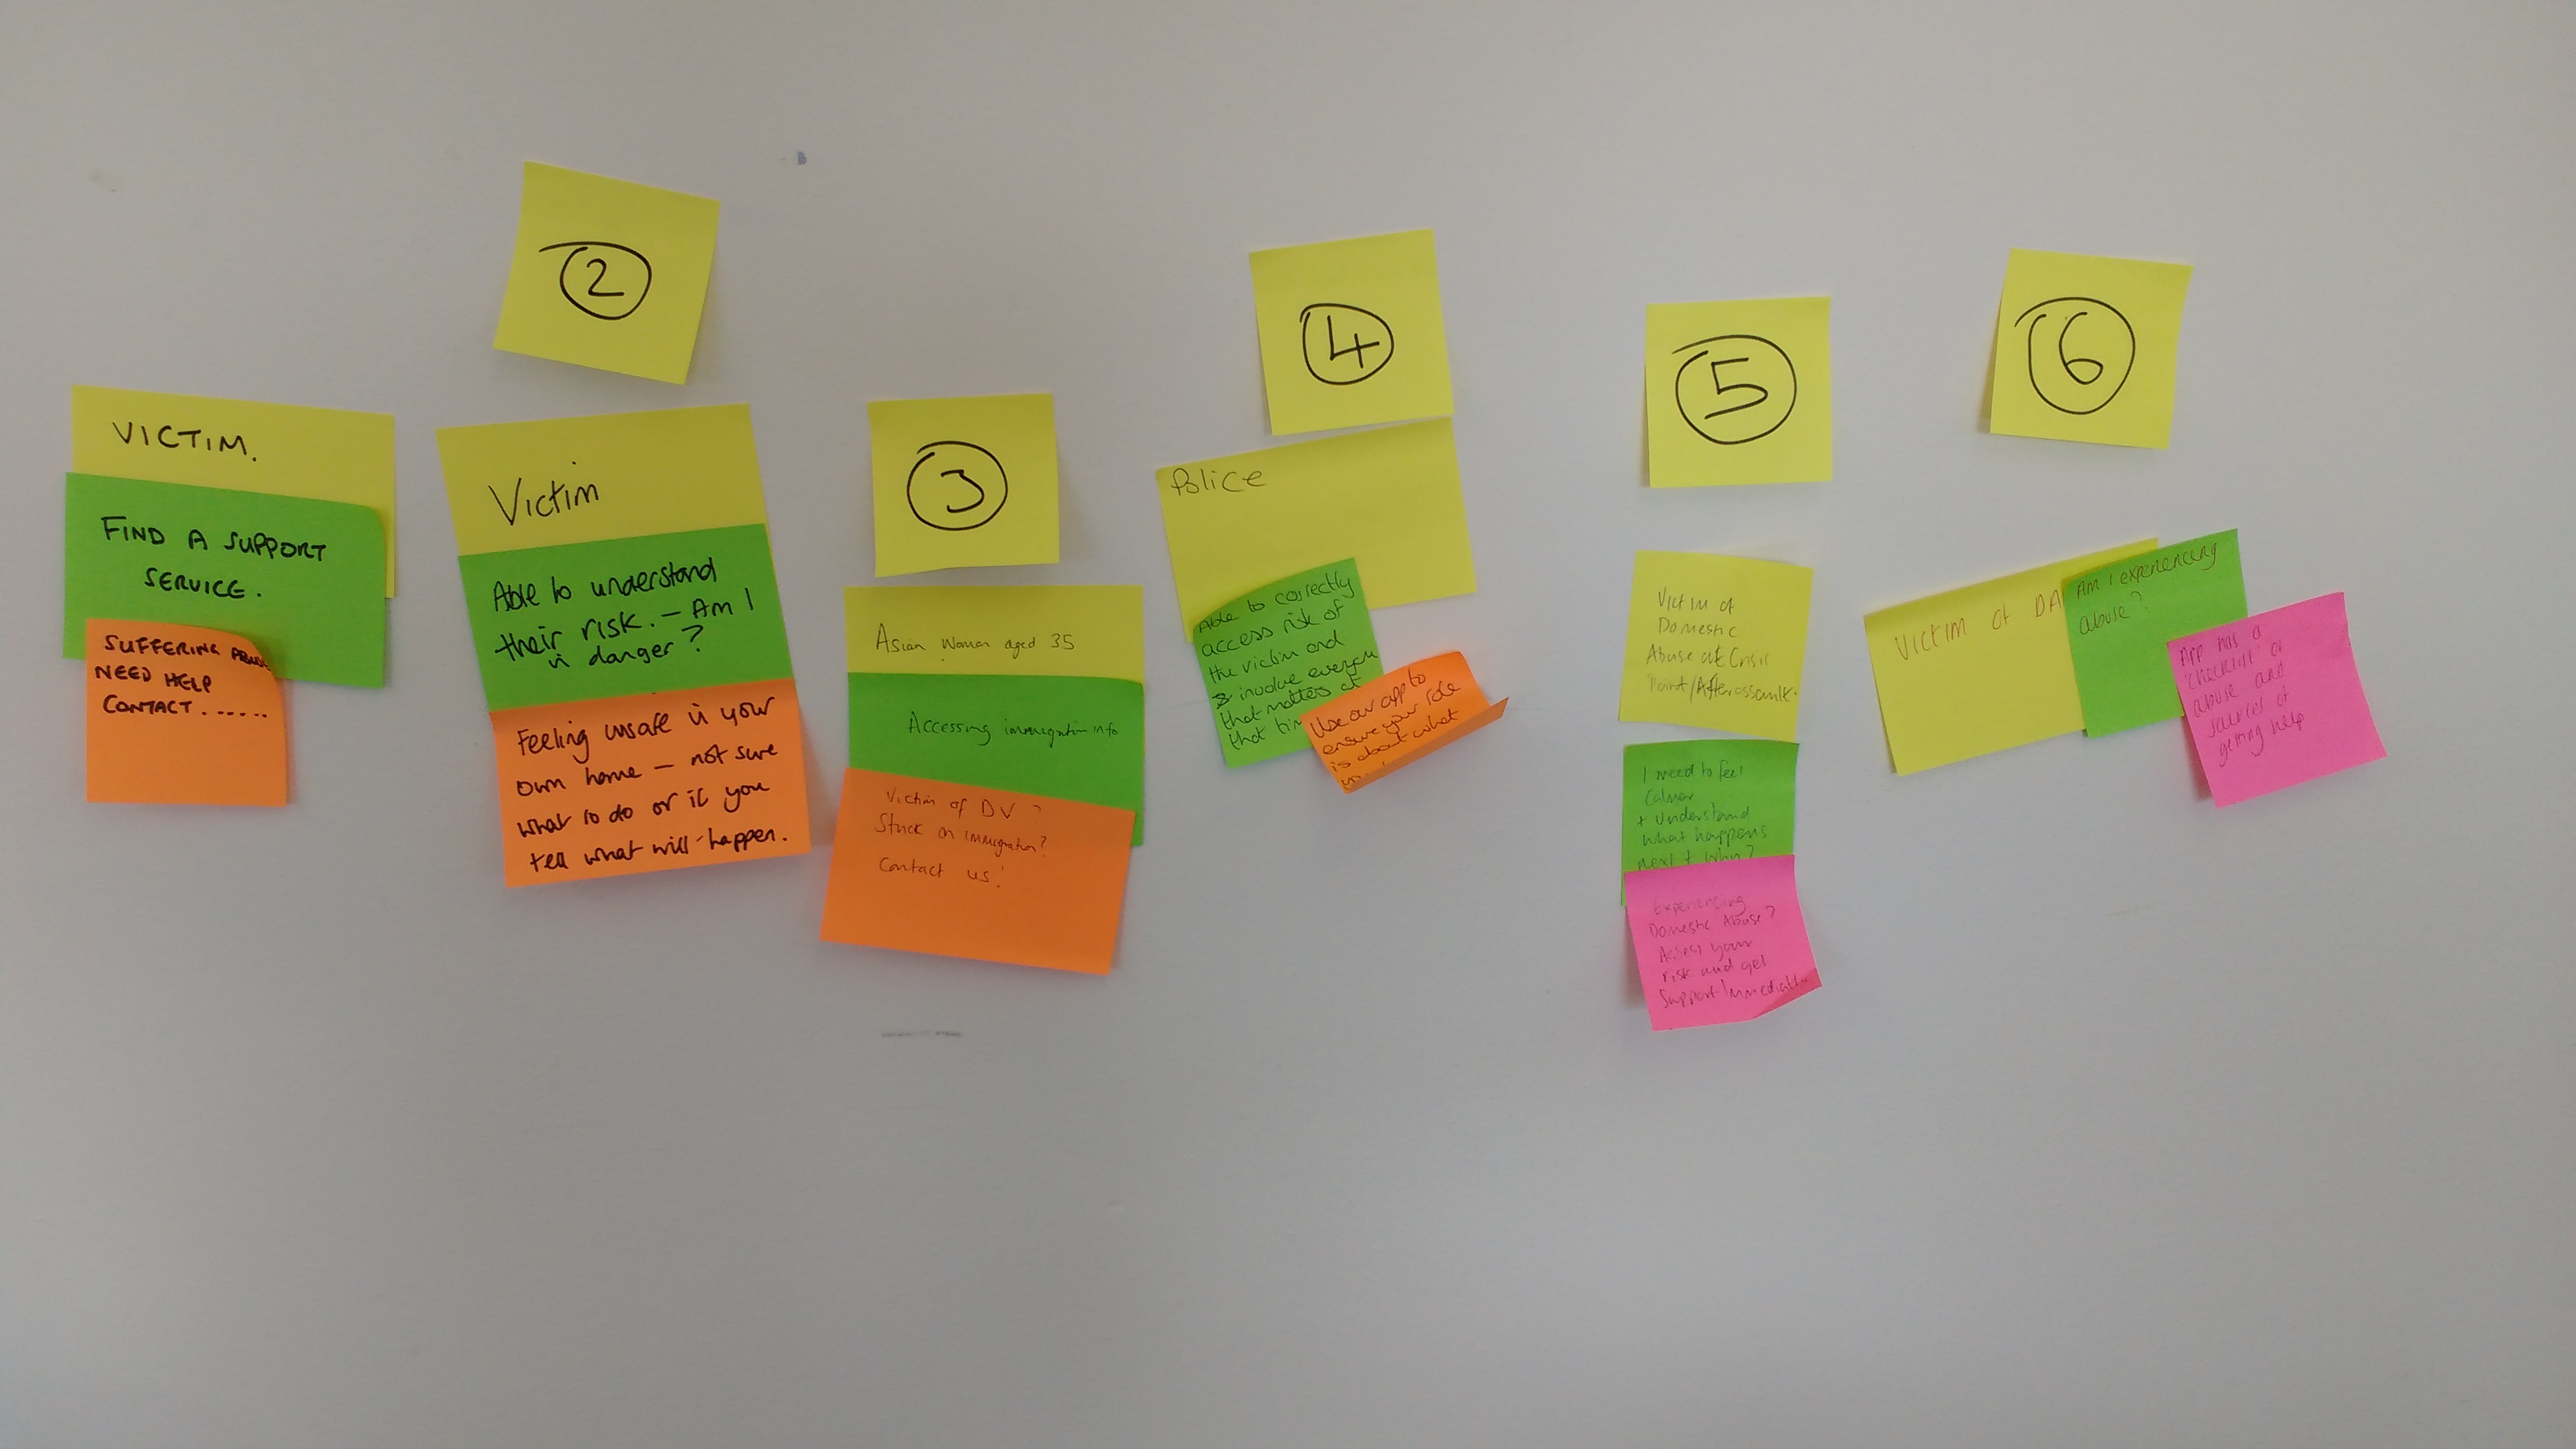 VICTIM.
FIND A SUPPORT
SERVICE.
SUFFERING
NEED HELP
CONTACT......
2
Victim
Able to understand
their risk. – Am I
in danger?
Feeling unsafe in your
own home – not sure
what to do or if you
tell what will happen.
3
Asian Women aged 35
Accessing immigration info
Victim of DV?
Stuck on immigration?
Contact us!
4
Police
Able to correctly
access risk of
the victim and
& involve everyone
that matters at
that
Use our app to
ensure your role
is about what
5
Victim of
Domestic
Abuse at Crisis
Point/After assault.
I need to feel
Calmer
+ understand
what happens
next + who?
Experiencing
Domestic Abuse?
Assess your
risk and get
Support
6
Victim of DA
Am I experiencing
abuse?
App has a
'checklist' of
abuse and
sources of
getting help